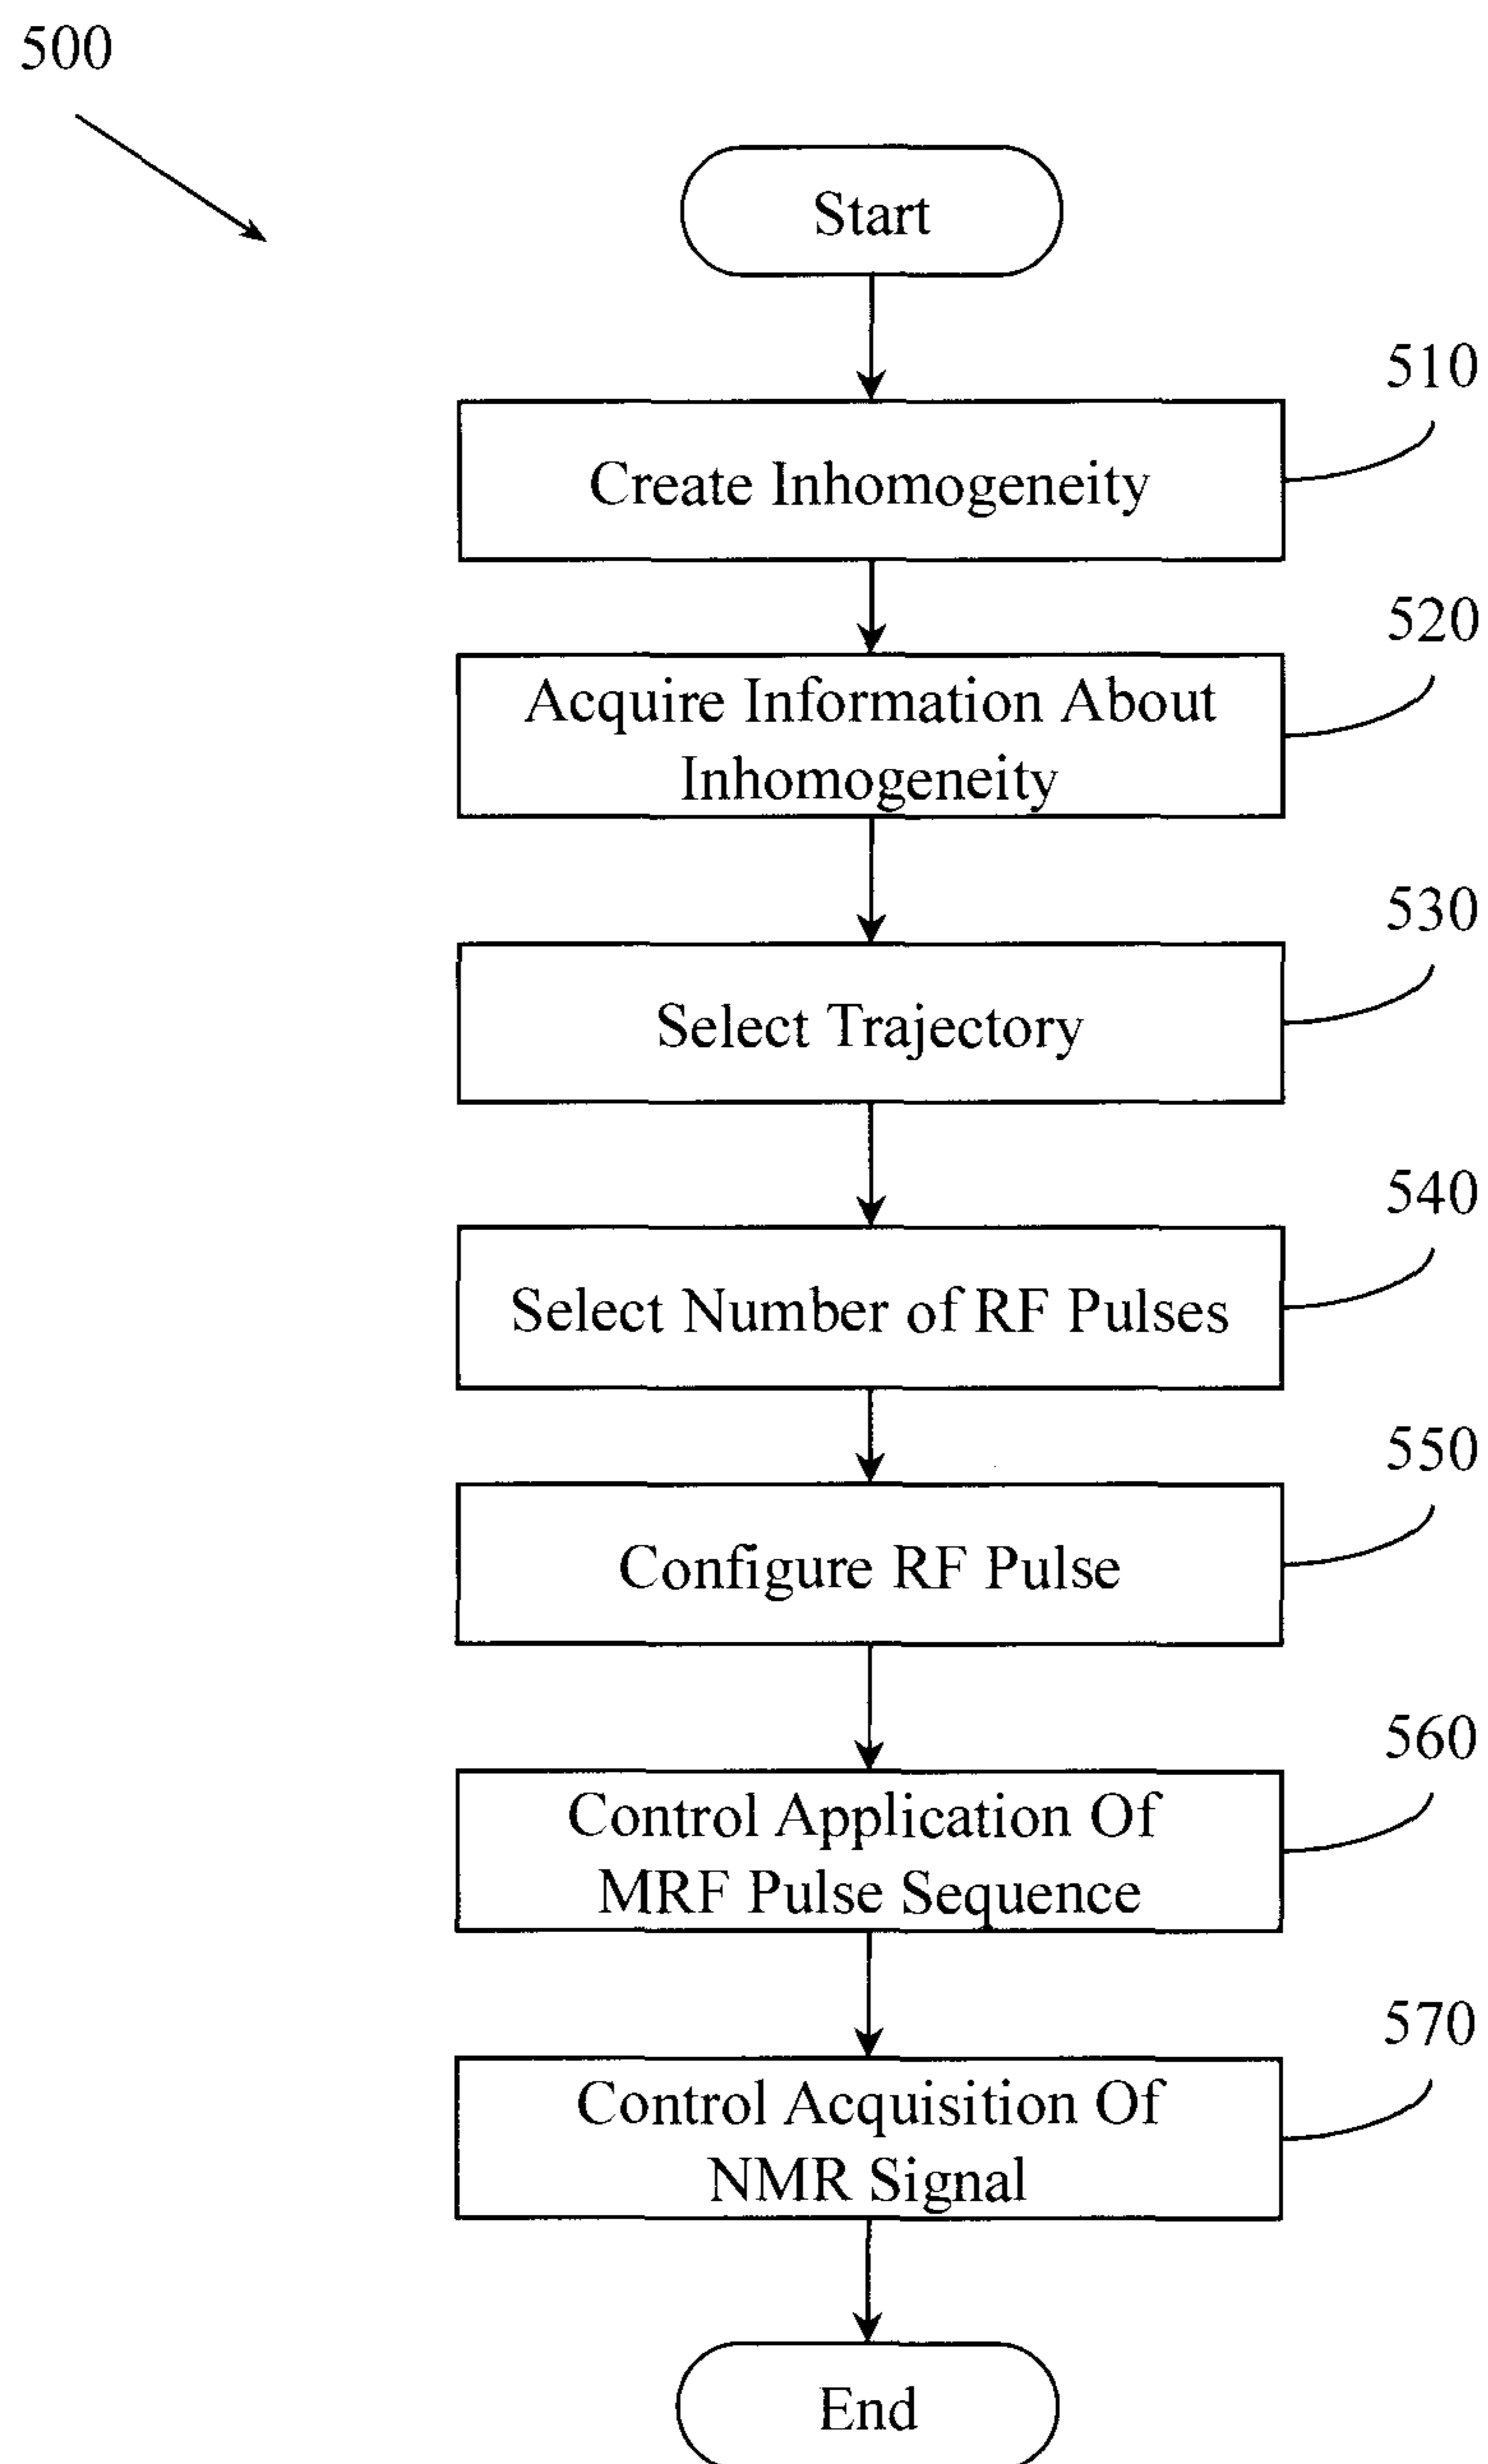 500
Start
510
Create Inhomogeneity
520
Acquire Information About
Inhomogeneity
530
Select Trajectory
540
Select Number of RF Pulses
550
Configure RF Pulse
560
Control Application Of
MRF Pulse Sequence
570
Control Acquisition Of
NMR Signal
End